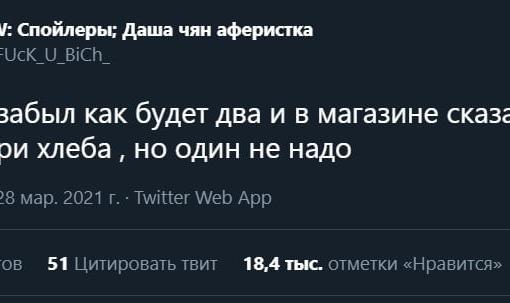 W: Спойлеры; Даша чян аферистка
FUcK_U_BiCh_
забыл как будет два и в магазине сказа
ри хлеба , но один не надо
28 мар. 2021 г. · Twitter Web App
тов 51 Цитировать твит 18,4 тыс. отметки «Нравится»